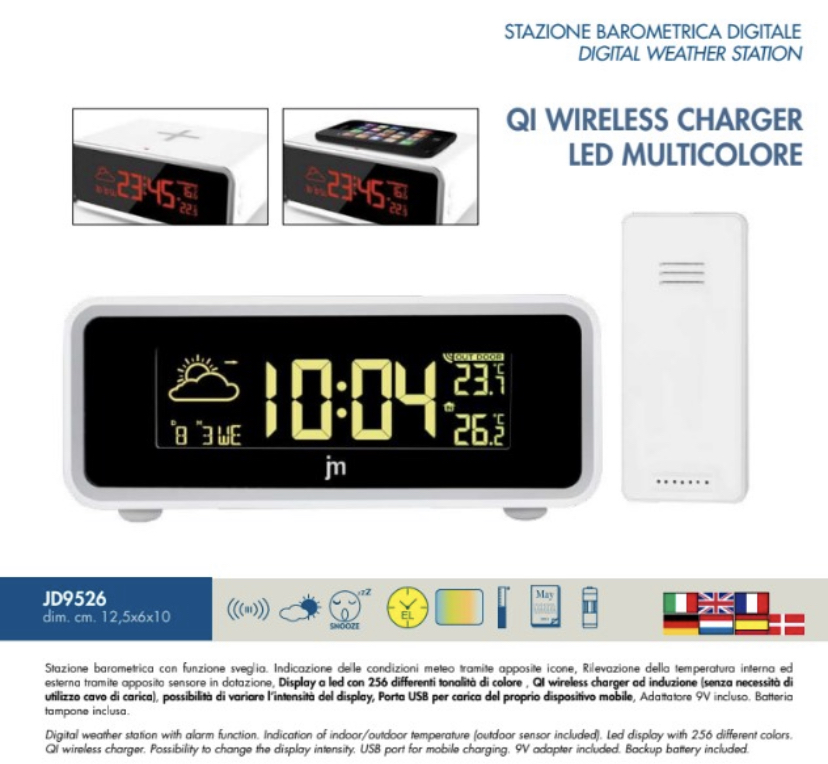 STAZIONE BAROMETRICA DIGITALE
DIGITAL WEATHER STATION
QI WIRELESS CHARGER
LED MULTICOLORE
23:45
22.5
23:45
22.5
OUT DOOR
10:04
23.1°C
D M
8 3 WE
26.2°C
jm
JD9526
dim. cm. 12,5x6x10
zzZ
SNOOZE
EL
May
Stazione barometrica con funzione sveglia. Indicazione delle condizioni meteo tramite apposite icone, Rilevazione della temperatura interna ed
esterna tramite apposito sensore in dotazione, Display a led con 256 differenti tonalità di colore , QI wireless charger ad induzione (senza necessità di
utilizzo cavo di carica), possibilità di variare l'intensità del display, Porta USB per carica del proprio dispositivo mobile, Adattatore 9V incluso. Batteria
tampone inclusa.
Digital weather station with alarm function. Indication of indoor/outdoor temperature (outdoor sensor included). Led display with 256 different colors.
QI wireless charger. Possibility to change the display intensity. USB port for mobile charging. 9V adapter included. Backup battery included.